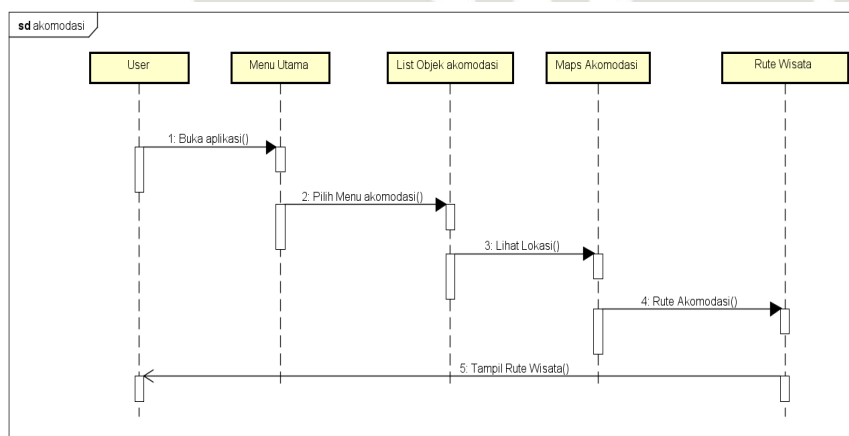 sd akomodasi
User
Menu Utama
List Objek akomodasi
Maps Akomodasi
Rute Wisata
1: Buka aplikasi()
2: Pilih Menu akomodasi()
3: Lihat Lokasi()
4: Rute Akomodasi()
5: Tampil Rute Wisata()